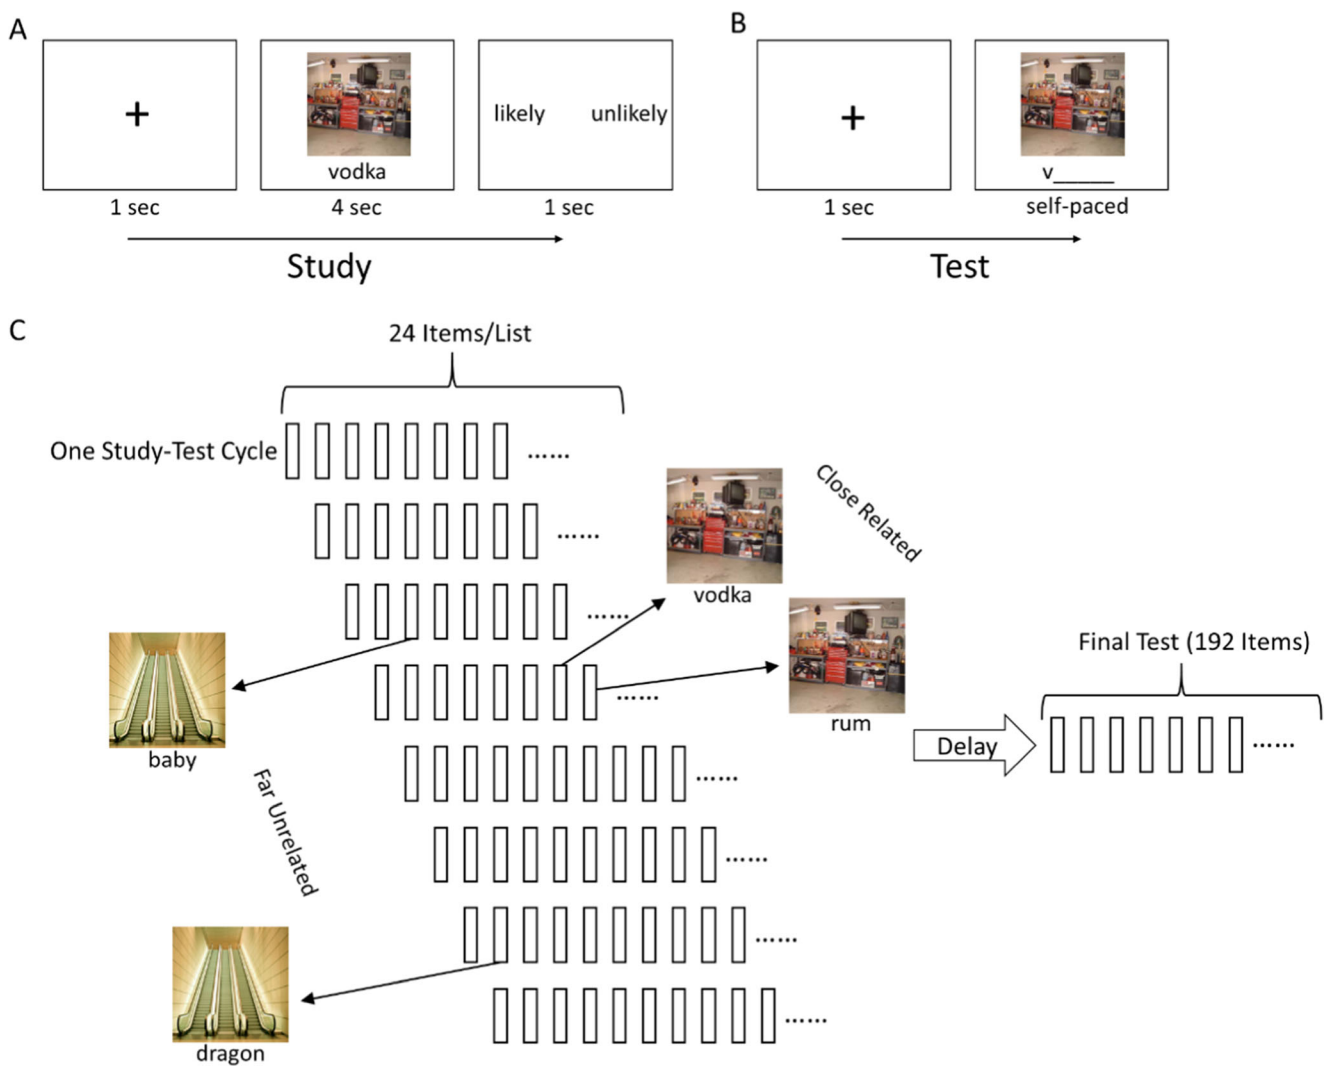 A
+
vodka
likely unlikely
1 sec
4 sec
1 sec
Study
B
+
v______
1 sec
self-paced
Test
C
24 Items/List
One Study-Test Cycle
......
......
......
......
......
......
......
......
vodka
Close Related
rum
baby
Far Unrelated
dragon
Delay
Final Test (192 Items)
......